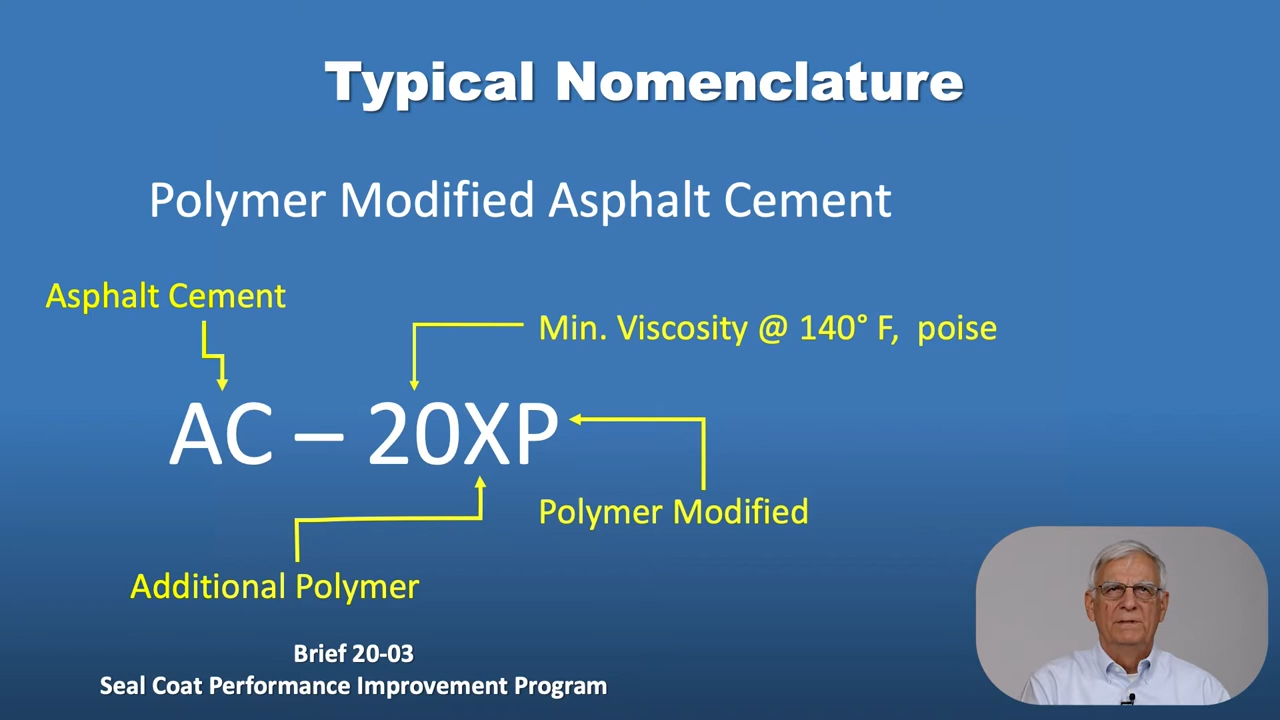 Typical Nomenclature
Polymer Modified Asphalt Cement
Asphalt Cement
Min. Viscosity @ 140° F, poise
AC – 20XP
Polymer Modified
Additional Polymer
Brief 20-03
Seal Coat Performance Improvement Program